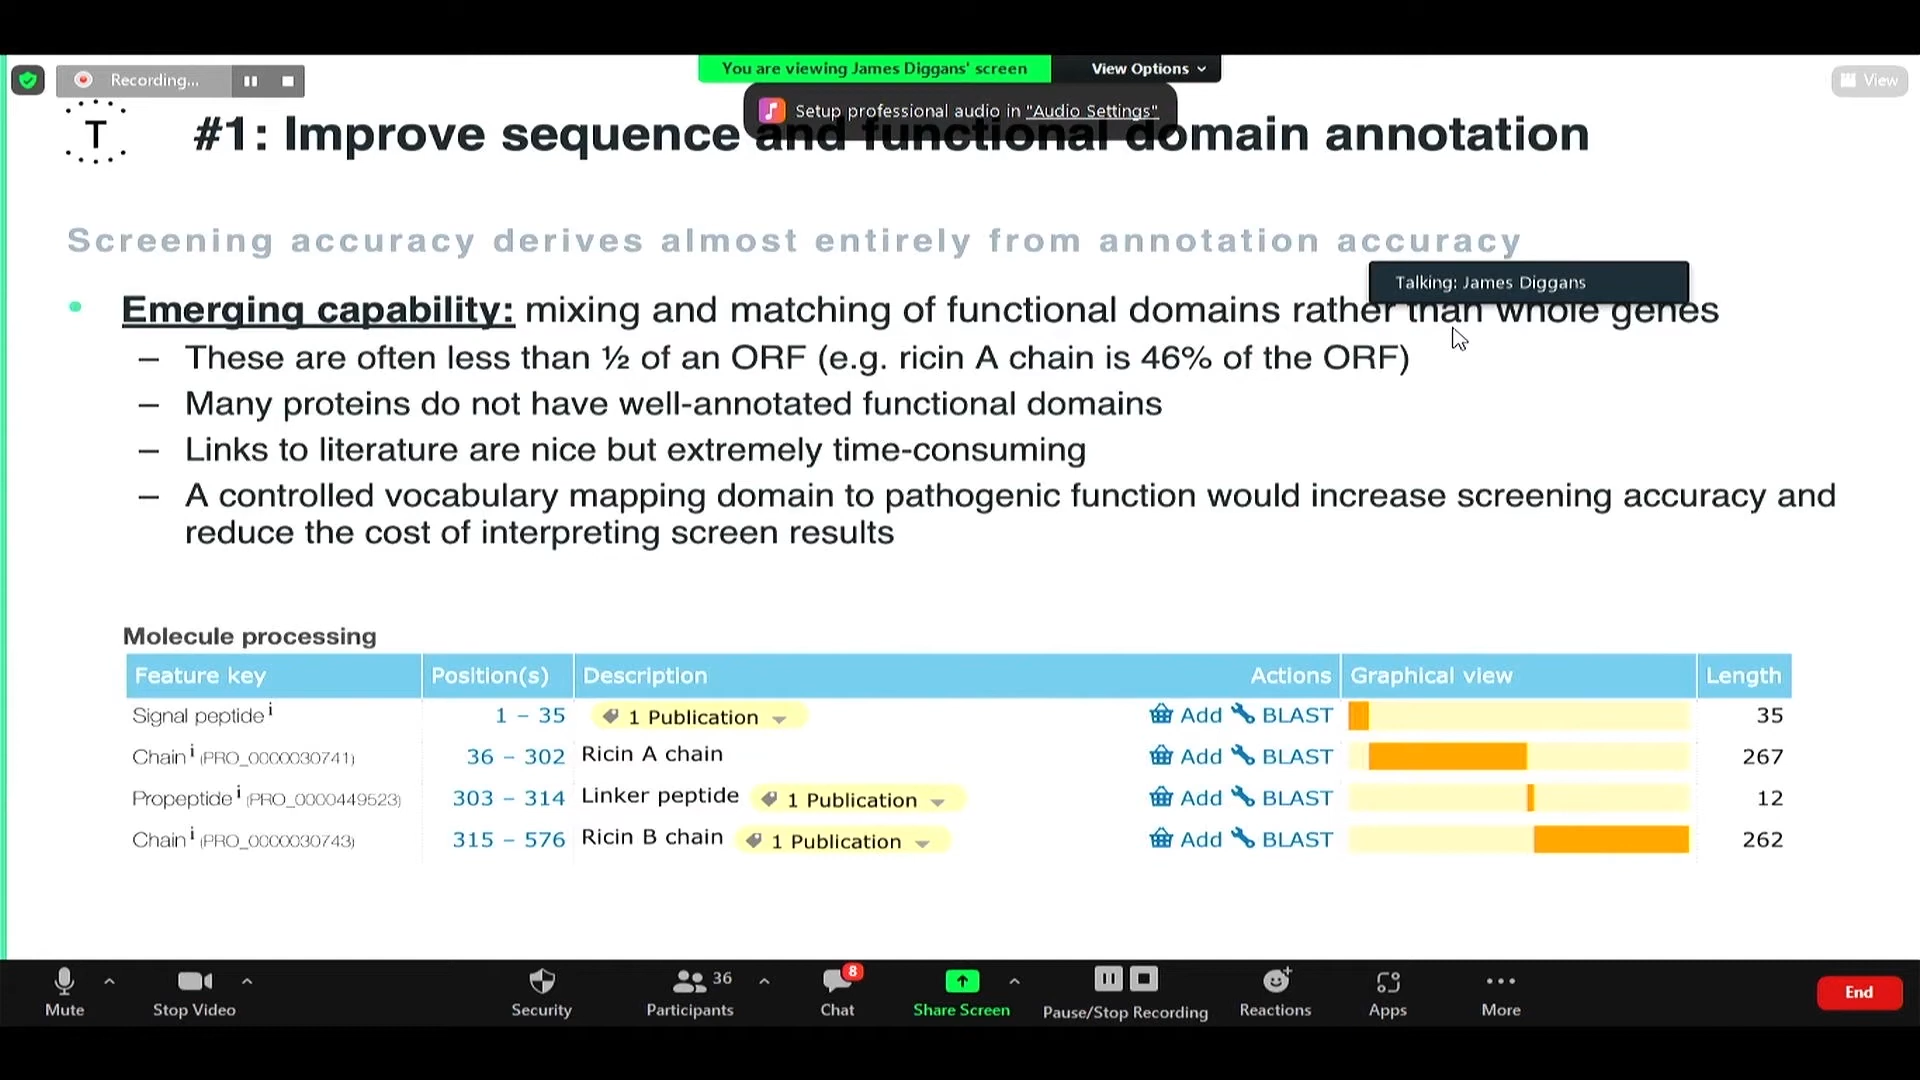 You are viewing James Diggans' screen View Options
Recording...
View
Setup professional audio in "Audio Settings"
T
#1: Improve sequence and functional domain annotation
Screening accuracy derives almost entirely from annotation accuracy
Talking: James Diggans
• Emerging capability: mixing and matching of functional domains rather than whole genes
– These are often less than ½ of an ORF (e.g. ricin A chain is 46% of the ORF)
– Many proteins do not have well-annotated functional domains
– Links to literature are nice but extremely time-consuming
– A controlled vocabulary mapping domain to pathogenic function would increase screening accuracy and
reduce the cost of interpreting screen results
Molecule processing
Feature key Position(s) Description Actions Graphical view Length
Signal peptide i 1 – 35 1 Publication Add BLAST 35
Chain i (PRO_0000030741) 36 – 302 Ricin A chain Add BLAST 267
Propeptide i (PRO_0000449523) 303 – 314 Linker peptide 1 Publication Add BLAST 12
Chain i (PRO_0000030743) 315 – 576 Ricin B chain 1 Publication Add BLAST 262
36 8
Mute Stop Video Security Participants Chat Share Screen Pause/Stop Recording Reactions Apps More End